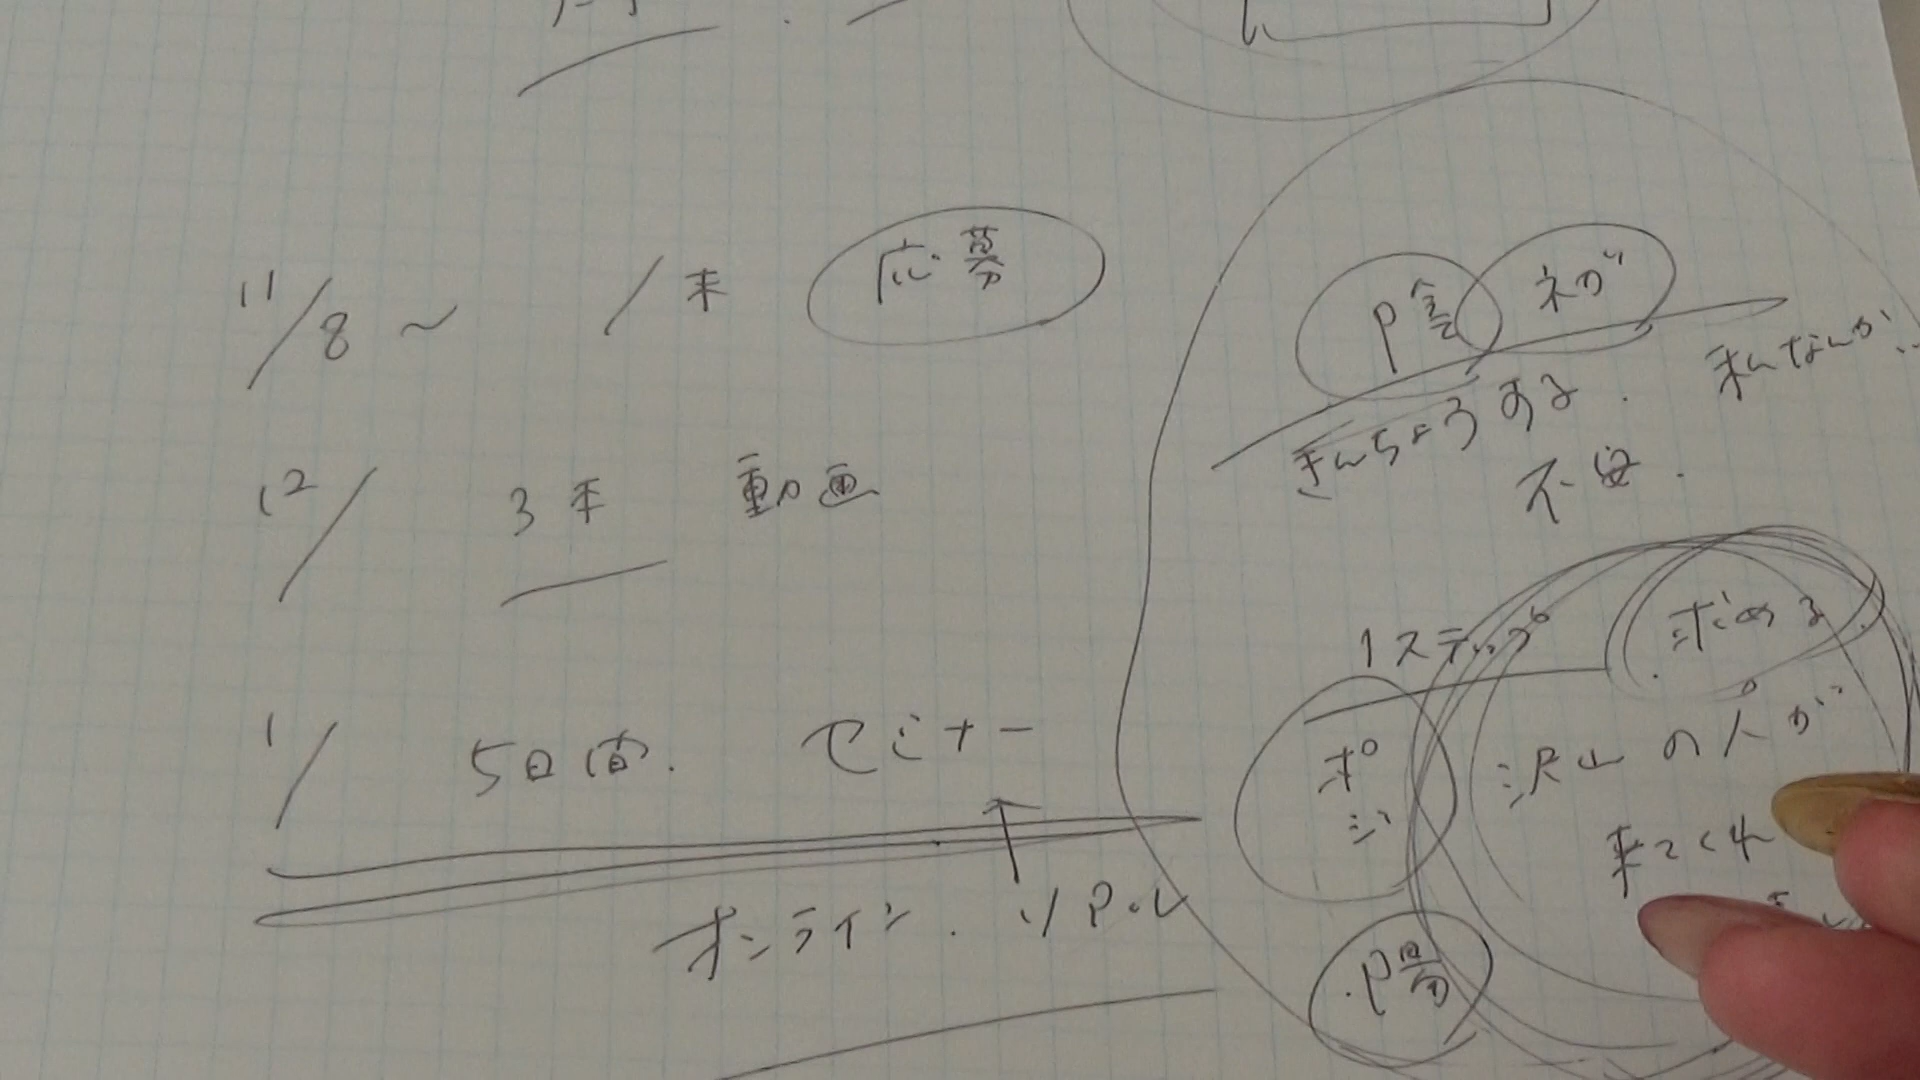 11/8 ~ /末 応募
12/ 3本 動画
1/ 5日間. セミナー
オンライン. リアル
P陰 ネガ
きんちょうする. 私なんか..
不安.
1ステップ 求める
ポジ 沢山の人が
来てくれ